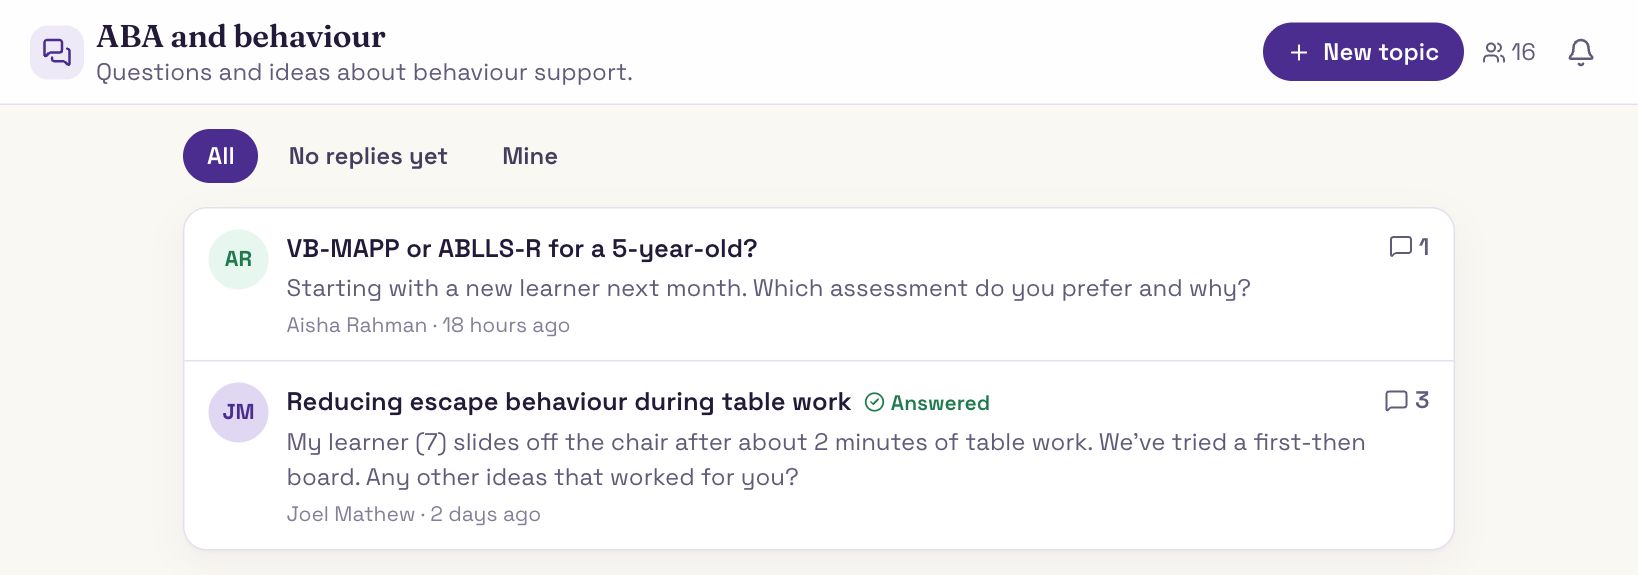 ABA and behaviour
Questions and ideas about behaviour support.
+ New topic
16
All
No replies yet
Mine
AR
VB-MAPP or ABLLS-R for a 5-year-old?
1
Starting with a new learner next month. Which assessment do you prefer and why?
Aisha Rahman · 18 hours ago
JM
Reducing escape behaviour during table work
Answered
3
My learner (7) slides off the chair after about 2 minutes of table work. We’ve tried a first-then
board. Any other ideas that worked for you?
Joel Mathew · 2 days ago